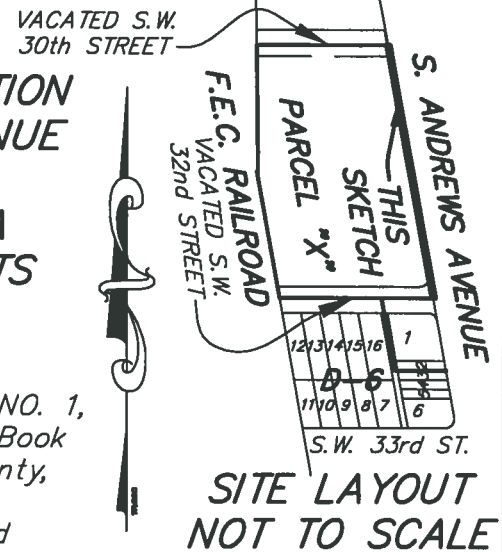 VACATED S.W.
30th STREET
TION
NUE
TS
NO. 1,
Book
nty,
d
S. ANDREWS AVENUE
F.E.C. RAILROAD
VACATED S.W.
32nd STREET
PARCEL "X"
THIS
SKETCH
12 13 14 15 16 1
D-6
11 10 9 8 7 6
S.W. 33rd ST.
SITE LAYOUT
NOT TO SCALE